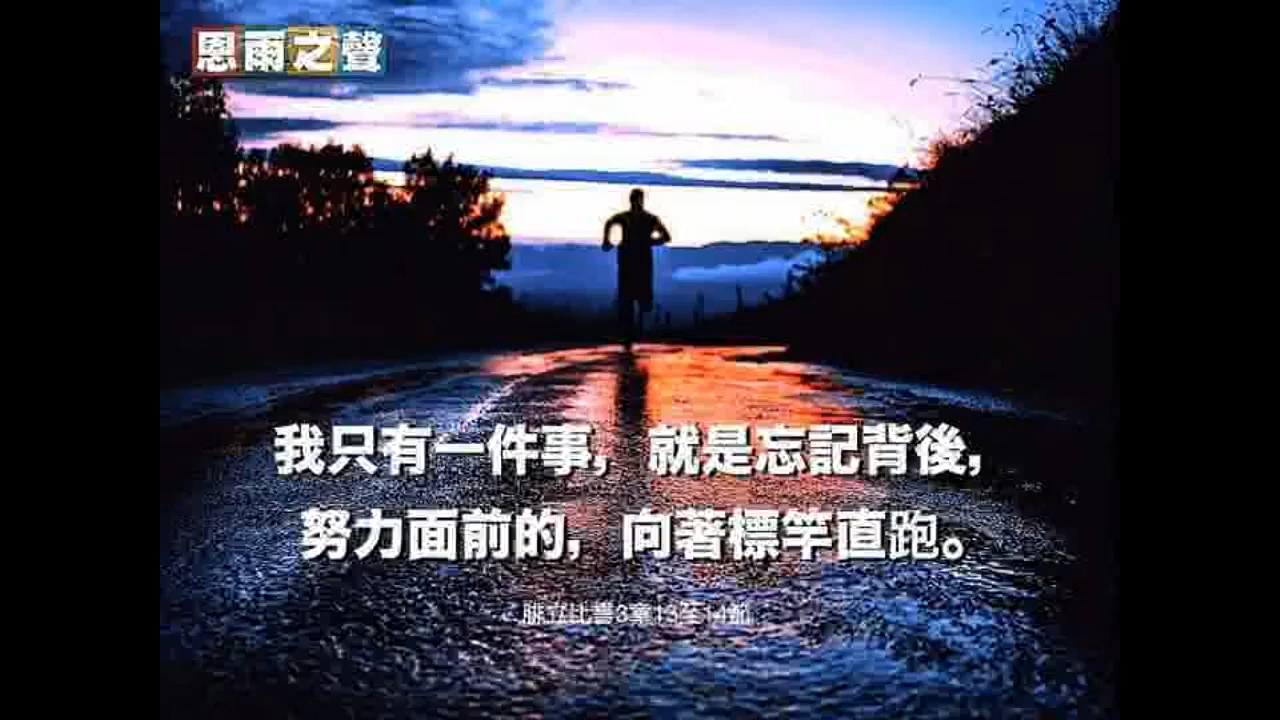 恩雨之聲
我只有一件事，就是忘記背後，
努力面前的，向著標竿直跑。
腓立比書3章13至14節